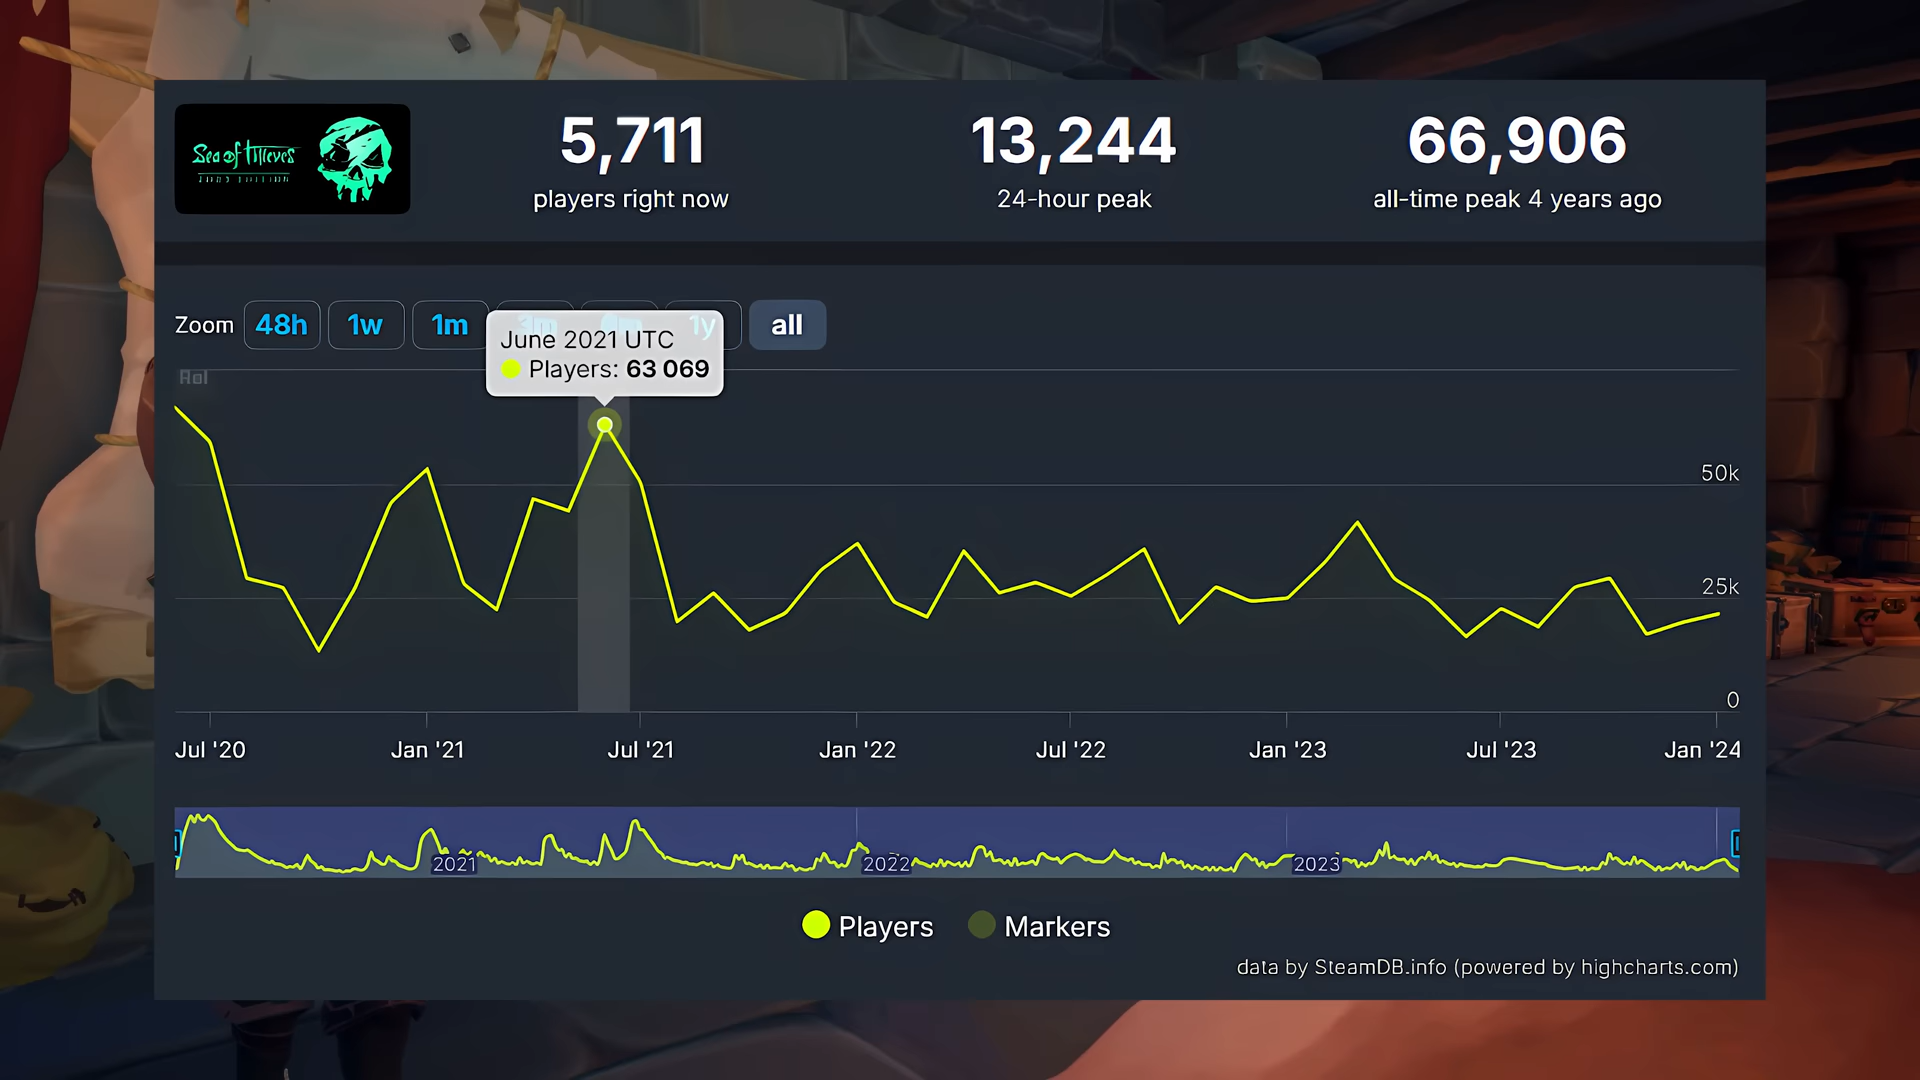 Sea of Thieves
5,711
players right now
13,244
24-hour peak
66,906
all-time peak 4 years ago
Zoom 48h 1w 1m 3m 1y all
June 2021 UTC
Players: 63 069
50k
25k
0
Jul '20 Jan '21 Jul '21 Jan '22 Jul '22 Jan '23 Jul '23 Jan '24
2021 2022 2023
Players Markers
data by SteamDB.info (powered by highcharts.com)